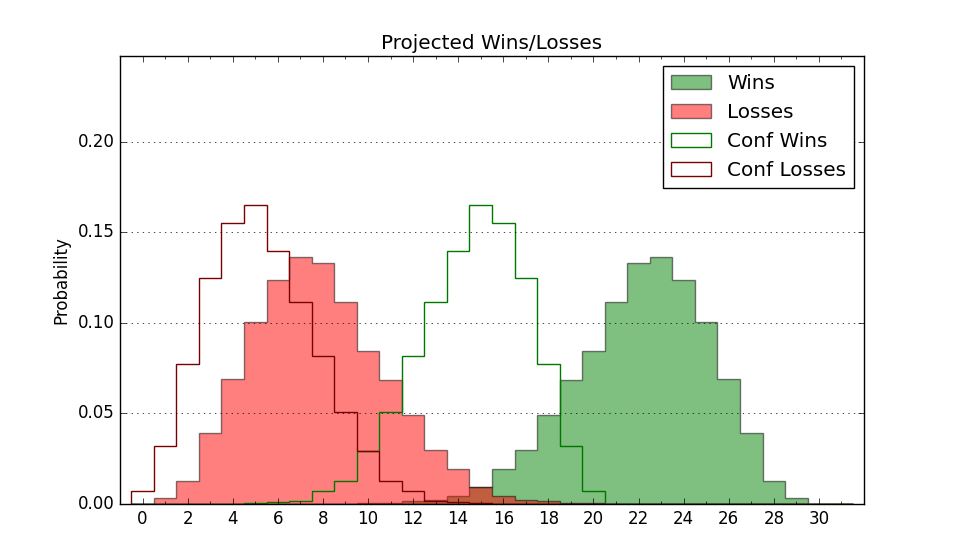 Projected Wins/Losses
Wins
Losses
Conf Wins
Conf Losses
Probability
0.20
0.15
0.10
0.05
0.00
0 2 4 6 8 10 12 14 16 18 20 22 24 26 28 30